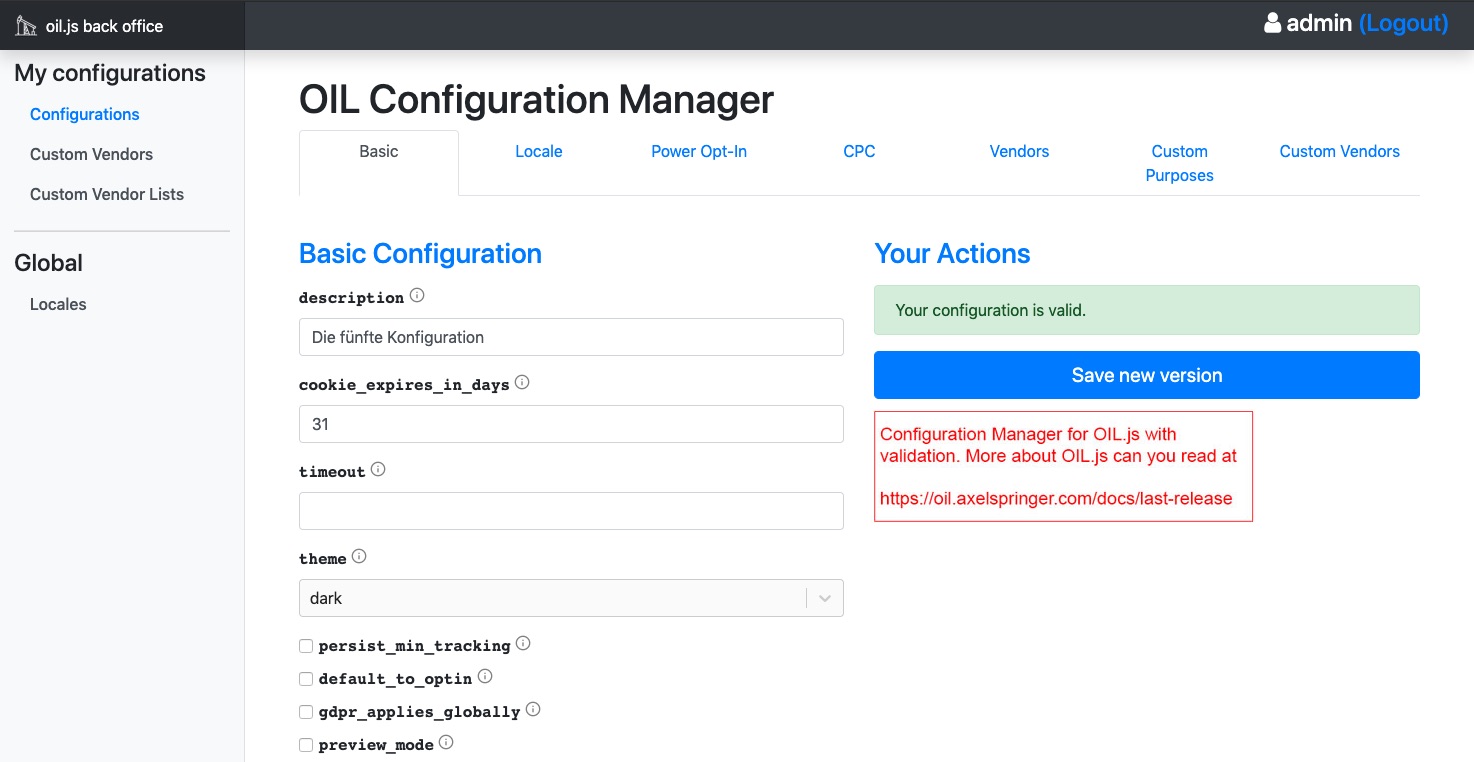 oil.js back office
admin (Logout)
My configurations
Configurations
Custom Vendors
Custom Vendor Lists
Global
Locales
OIL Configuration Manager
Basic
Locale
Power Opt-In
CPC
Vendors
Custom
Purposes
Custom Vendors
Basic Configuration
description
Die fünfte Konfiguration
cookie_expires_in_days
31
timeout
theme
dark
persist_min_tracking
default_to_optin
gdpr_applies_globally
preview_mode
Your Actions
Your configuration is valid.
Save new version
Configuration Manager for OIL.js with
validation. More about OIL.js can you read at
https://oil.axelspringer.com/docs/last-release